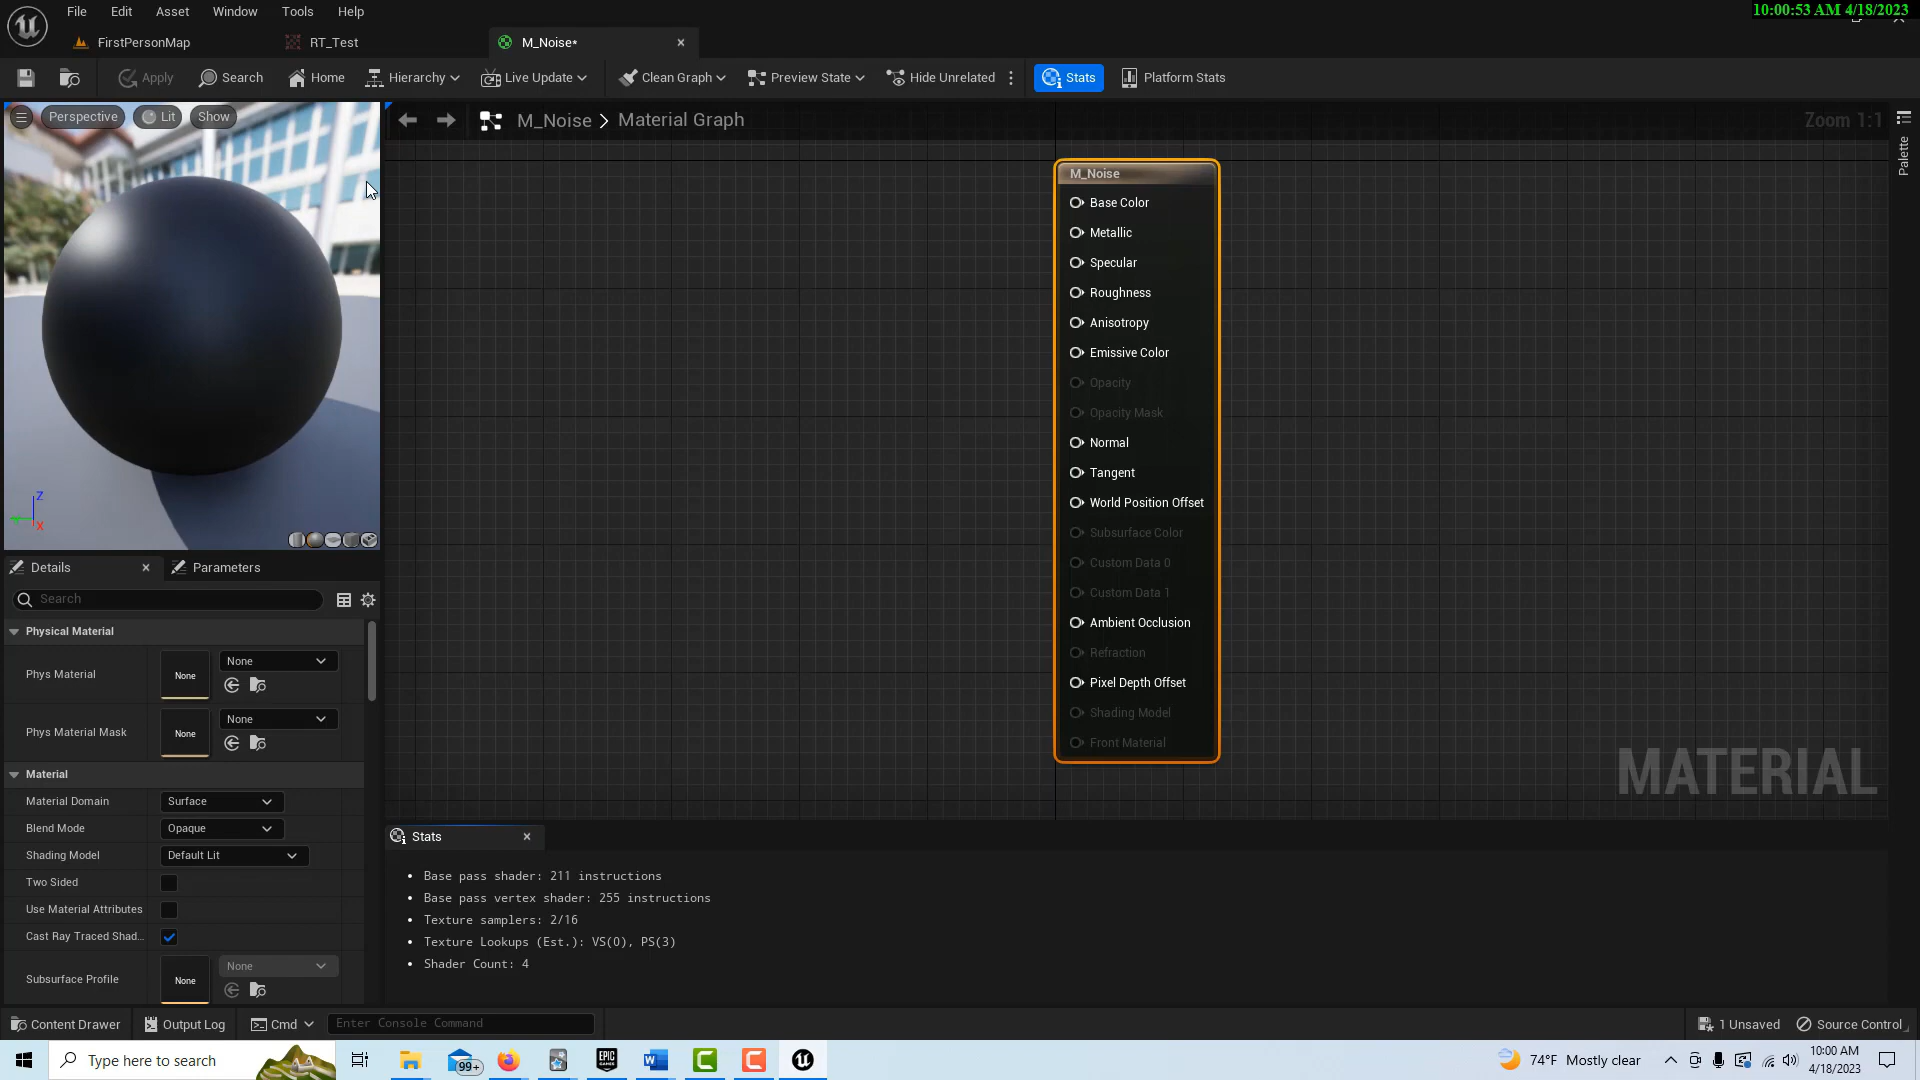 10:00:53 AM 4/18/2023
File Edit Asset Window Tools Help
FirstPersonMap RT_Test M_Noise*
Apply Search Home Hierarchy Live Update Clean Graph Preview State Hide Unrelated Stats Platform Stats
Perspective Lit Show
M_Noise > Material Graph
Zoom 1:1
Palette
M_Noise
Base Color
Metallic
Specular
Roughness
Anisotropy
Emissive Color
Opacity
Opacity Mask
Normal
Tangent
World Position Offset
Subsurface Color
Custom Data 0
Custom Data 1
Ambient Occlusion
Refraction
Pixel Depth Offset
Shading Model
Front Material
MATERIAL
Z
X
Details Parameters
Search
Physical Material
Phys Material None None
Phys Material Mask None None
Material
Material Domain Surface
Blend Mode Opaque
Shading Model Default Lit
Two Sided
Use Material Attributes
Cast Ray Traced Shad...
Subsurface Profile None None
Stats
Base pass shader: 211 instructions
Base pass vertex shader: 255 instructions
Texture samplers: 2/16
Texture Lookups (Est.): VS(0), PS(3)
Shader Count: 4
Content Drawer Output Log Cmd Enter Console Command 1 Unsaved Source Control
Type here to search 99+ EPIC GAMES W 74°F Mostly clear 10:00 AM
4/18/2023